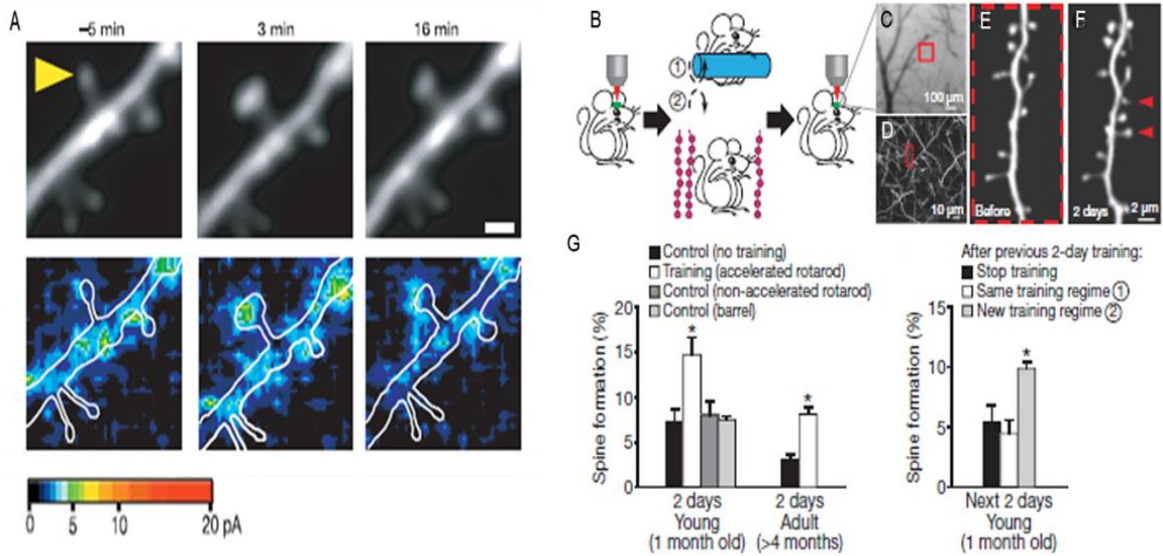 A
–5 min
3 min
16 min
0
5
10
20 pA
B
1
2
C
100 µm
D
10 µm
E
Before
F
2 days
2 µm
G
Control (no training)
Training (accelerated rotarod)
Control (non-accelerated rotarod)
Control (barrel)
Spine formation (%)
20
15
10
5
0
*
*
2 days
Young
(1 month old)
2 days
Adult
(>4 months)
After previous 2-day training:
Stop training
Same training regime 1
New training regime 2
Spine formation (%)
15
10
5
0
*
Next 2 days
Young
(1 month old)